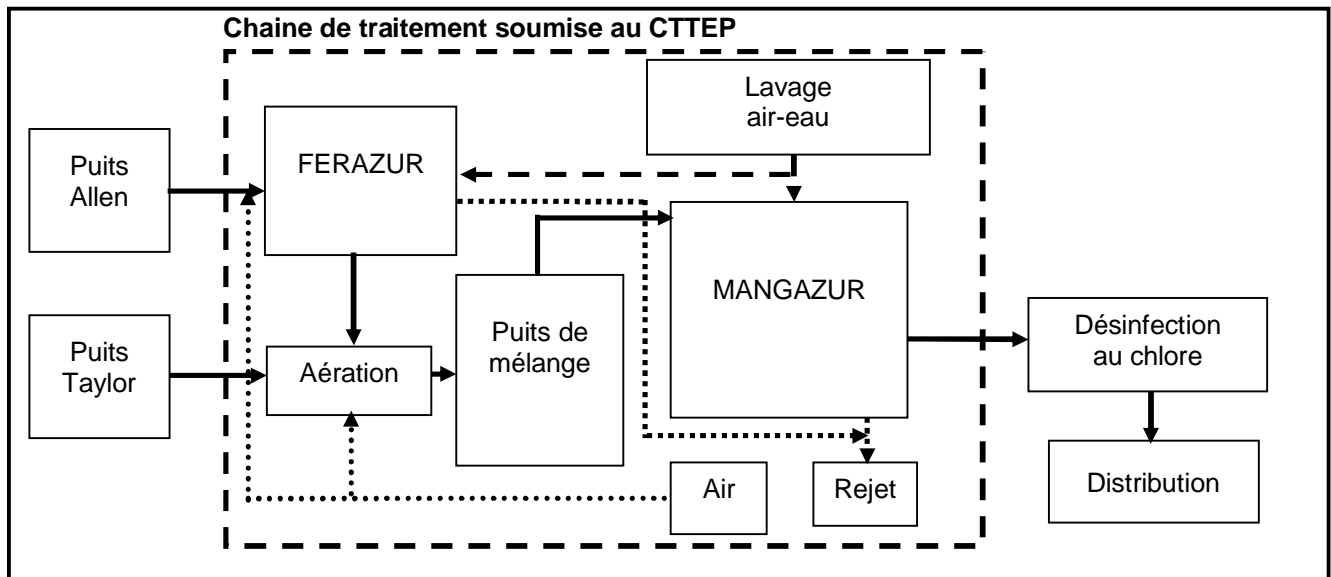 Chaine de traitement soumise au CTTEP
Lavage
air-eau
Puits
Allen
FERAZUR
MANGAZUR
Puits de
mélange
Puits
Taylor
Aération
Désinfection
au chlore
Air
Rejet
Distribution